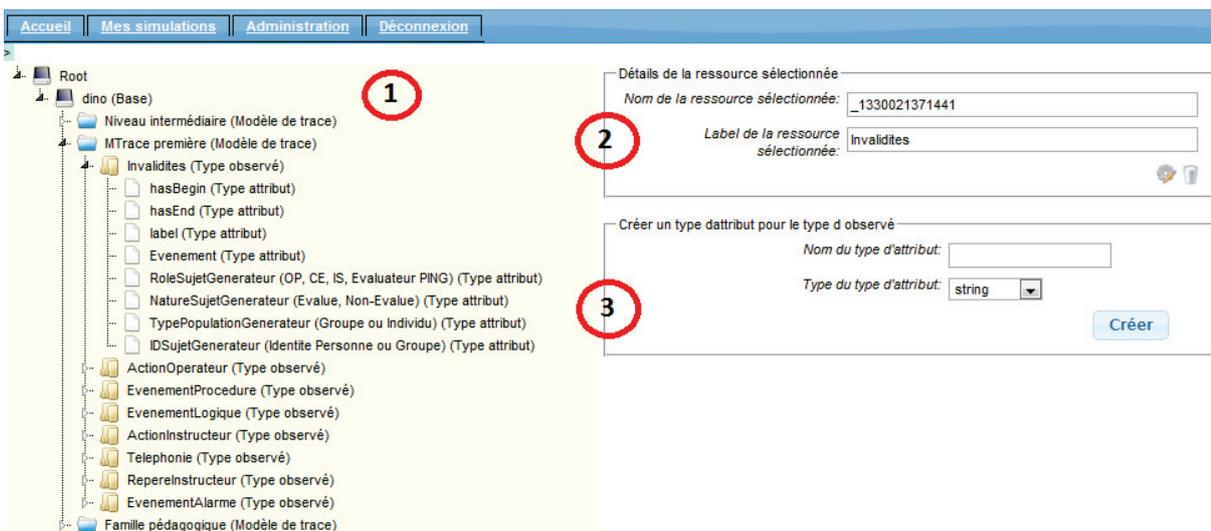 Accueil Mes simulations Administration Déconnexion
>
Root
dino (Base)
1
Niveau intermédiaire (Modèle de trace)
MTrace première (Modèle de trace)
Invalidites (Type observé)
hasBegin (Type attribut)
hasEnd (Type attribut)
label (Type attribut)
Evenement (Type attribut)
RoleSujetGenerateur (OP, CE, IS, Evaluateur PING) (Type attribut)
NatureSujetGenerateur (Evalue, Non-Evalue) (Type attribut)
TypePopulationGenerateur (Groupe ou Individu) (Type attribut)
IDSujetGenerateur (Identite Personne ou Groupe) (Type attribut)
ActionOperateur (Type observé)
EvenementProcedure (Type observé)
EvenementLogique (Type observé)
ActionInstructeur (Type observé)
Telephonie (Type observé)
RepereInstructeur (Type observé)
EvenementAlarme (Type observé)
Famille pédagogique (Modèle de trace)
Détails de la ressource sélectionnée
Nom de la ressource sélectionnée: _1330021371441
2
Label de la ressource
sélectionnée: Invalidites
Créer un type dattribut pour le type d observé
Nom du type d'attribut:
Type du type d'attribut: string
3
Créer